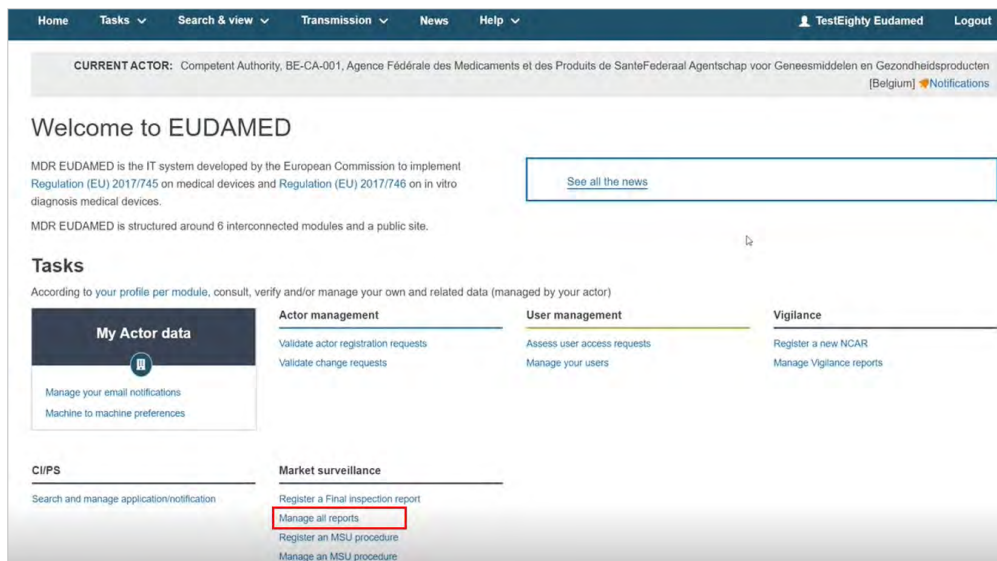 Home Tasks Search & view Transmission News Help TestEighty Eudamed Logout
CURRENT ACTOR: Competent Authority, BE-CA-001, Agence Fédérale des Medicaments et des Produits de SanteFederaal Agentschap voor Geneesmiddelen en Gezondheidsproducten
[Belgium] Notifications
Welcome to EUDAMED
MDR EUDAMED is the IT system developed by the European Commission to implement
Regulation (EU) 2017/745 on medical devices and Regulation (EU) 2017/746 on in vitro
diagnosis medical devices.
See all the news
MDR EUDAMED is structured around 6 interconnected modules and a public site.
Tasks
According to your profile per module, consult, verify and/or manage your own and related data (managed by your actor)
My Actor data
Manage your email notifications
Machine to machine preferences
Actor management
Validate actor registration requests
Validate change requests
User management
Assess user access requests
Manage your users
Vigilance
Register a new NCAR
Manage Vigilance reports
CI/PS
Search and manage application/notification
Market surveillance
Register a Final inspection report
Manage all reports
Register an MSU procedure
Manage an MSU procedure